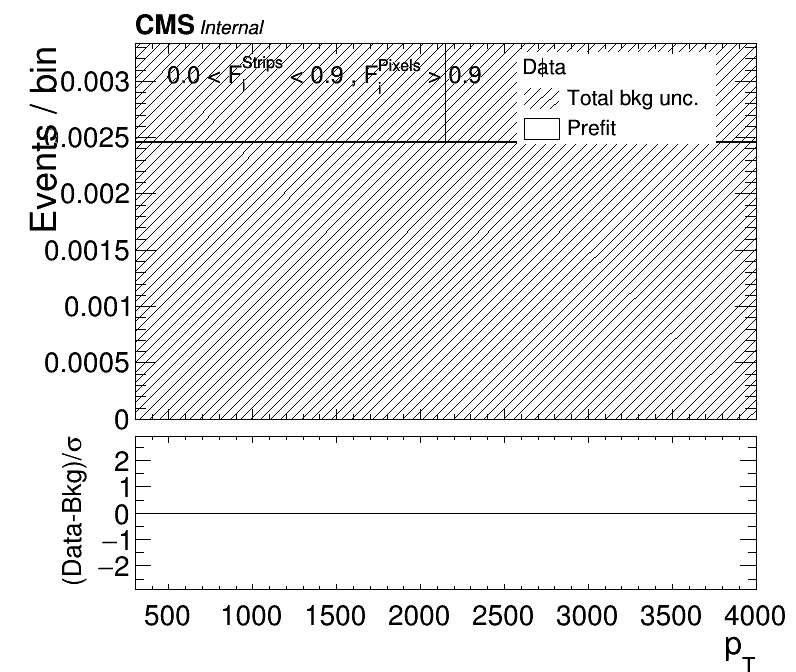 CMS Internal
0.0 < F_i^Strips < 0.9 , F_i^Pixels > 0.9
Data
Total bkg unc.
Prefit
Events / bin
0.003
0.0025
0.002
0.0015
0.001
0.0005
0
(Data-Bkg)/σ
2
1
0
−1
−2
500 1000 1500 2000 2500 3000 3500 4000
p_T